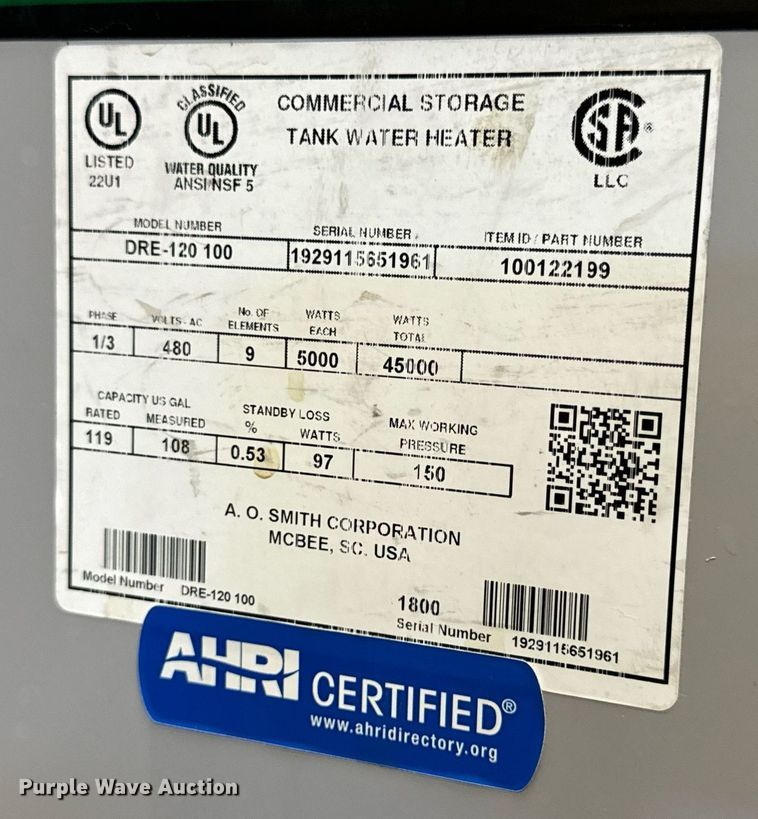 UL
LISTED
22U1
CLASSIFIED
UL
WATER QUALITY
ANSI/NSF 5
COMMERCIAL STORAGE
TANK WATER HEATER
SA ®
LLC
MODEL NUMBER SERIAL NUMBER ITEM ID / PART NUMBER
DRE-120 100 1929115651961 100122199
PHASE VOLTS - AC No. OF ELEMENTS WATTS EACH WATTS TOTAL
1/3 480 9 5000 45000
CAPACITY US GAL STANDBY LOSS MAX WORKING PRESSURE
RATED MEASURED % WATTS
119 108 0.53 97 150
A. O. SMITH CORPORATION
MCBEE, SC. USA
Model Number DRE-120 100
1800
Serial Number 1929115651961
AHRI CERTIFIED®
www.ahridirectory.org
Purple Wave Auction